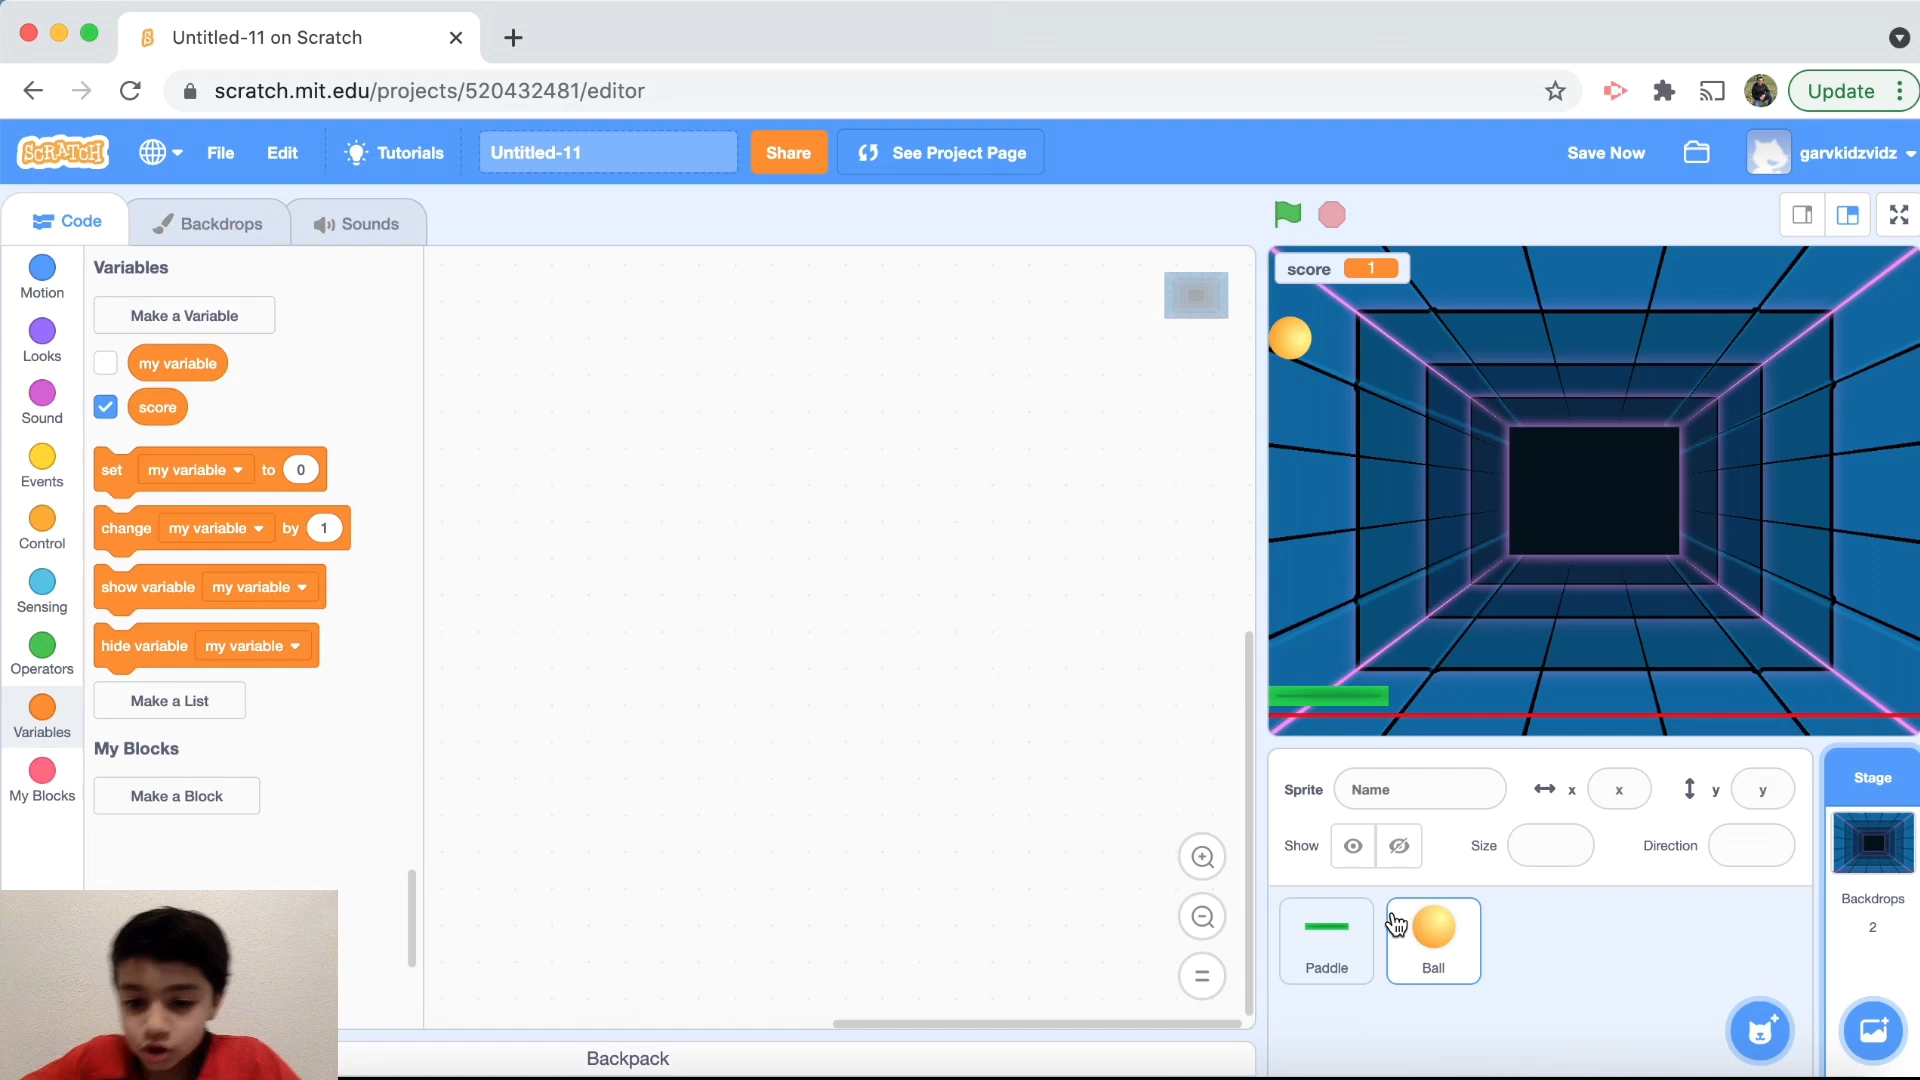 Untitled-11 on Scratch
scratch.mit.edu/projects/520432481/editor
Update
SCRATCH
File
Edit
Tutorials
Untitled-11
Share
See Project Page
Save Now
garvkidzvidz
Code
Backdrops
Sounds
Motion
Looks
Sound
Events
Control
Sensing
Operators
Variables
My Blocks
Variables
Make a Variable
my variable
score
set my variable to 0
change my variable by 1
show variable my variable
hide variable my variable
Make a List
My Blocks
Make a Block
Backpack
score 1
Sprite Name x x y y
Show Size Direction
Paddle
Ball
Stage
Backdrops
2